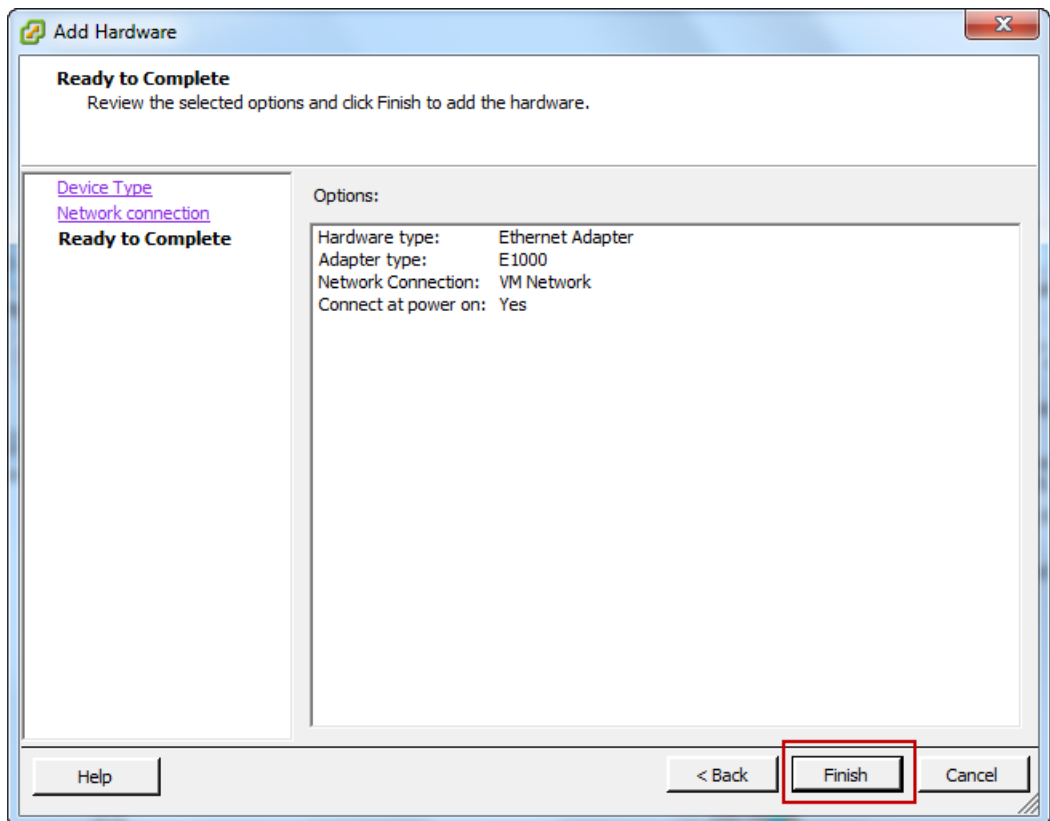 Add Hardware
Ready to Complete
Review the selected options and click Finish to add the hardware.
Device Type
Network connection
Ready to Complete
Options:
Hardware type: Ethernet Adapter
Adapter type: E1000
Network Connection: VM Network
Connect at power on: Yes
Help
< Back
Finish
Cancel